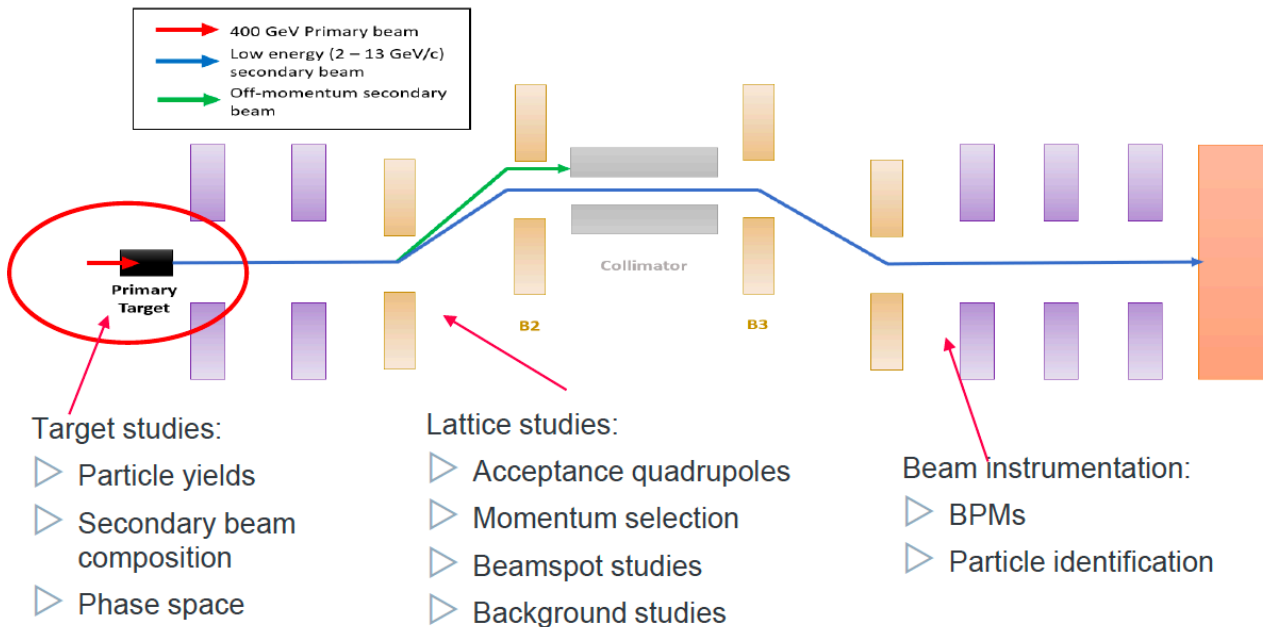 400 GeV Primary beam
Low energy (2 – 13 GeV/c)
secondary beam
Off-momentum secondary
beam
Collimator
Primary
Target
B2
B3
Target studies:
Particle yields
Secondary beam
composition
Phase space
Lattice studies:
Acceptance quadrupoles
Momentum selection
Beamspot studies
Background studies
Beam instrumentation:
BPMs
Particle identification